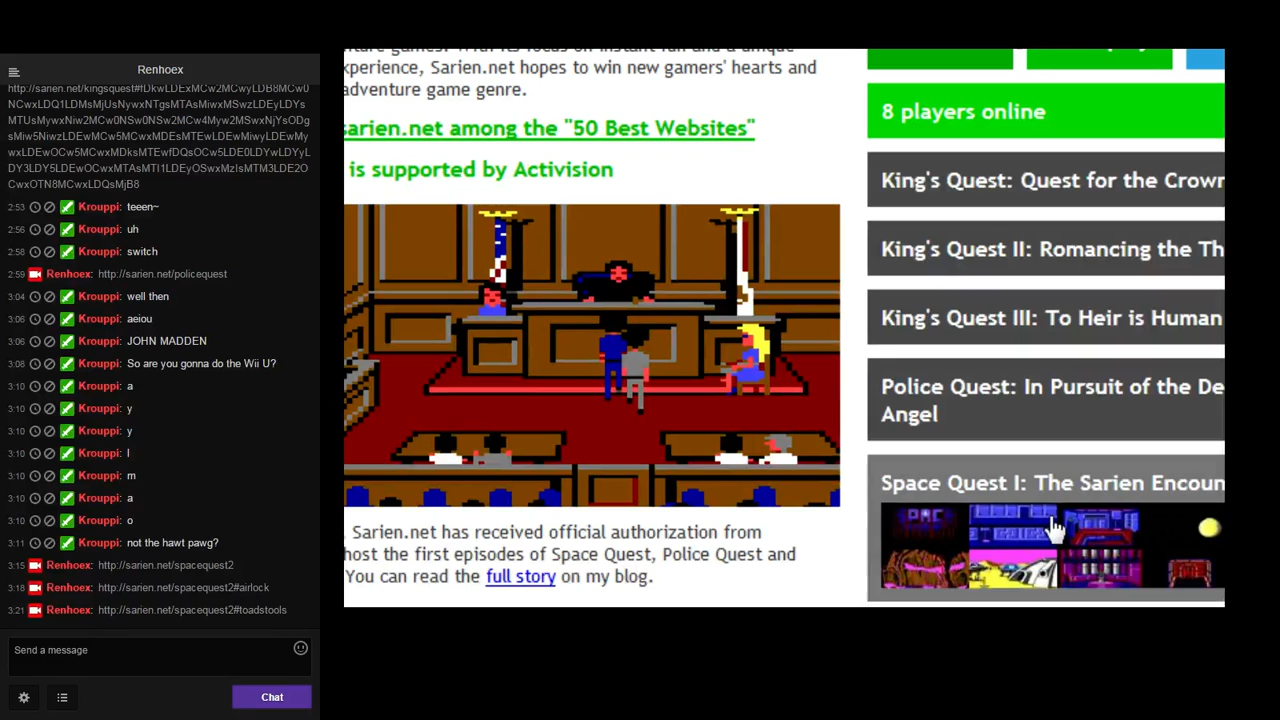 Renhoex
http://sarien.net/kingsquest#fDkwLDExMCw2MCwyLDB8MCw0
NCwxLDQ1LDMsMjUsNywxNTgsMTAsMiwxMSwzLDEyLDYs
MTUsMywxNiw2MCw0NSw0NSw2MCw4Myw2MSwxNjYsODg
sMiw5NiwzLDEwMCw5MCwxMDEsMTEwLDEwMiwyLDEwMy
wxLDEwOCw5MCwxMDksMTEwfDQsOCw5LDE0LDYwLDYyL
DY3LDY5LDEwOCwxMTAsMTI1LDEyOSwxMzIsMTM3LDE2O
CwxOTN8MCwxLDQsMjB8
2:53 Krouppi: teeen~
2:56 Krouppi: uh
2:58 Krouppi: switch
2:59 Renhoex: http://sarien.net/policequest
3:04 Krouppi: well then
3:06 Krouppi: aeiou
3:06 Krouppi: JOHN MADDEN
3:08 Krouppi: So are you gonna do the Wii U?
3:10 Krouppi: a
3:10 Krouppi: y
3:10 Krouppi: y
3:10 Krouppi: l
3:10 Krouppi: m
3:10 Krouppi: a
3:10 Krouppi: o
3:11 Krouppi: not the hawt pawg?
3:15 Renhoex: http://sarien.net/spacequest2
3:18 Renhoex: http://sarien.net/spacequest2#airlock
3:21 Renhoex: http://sarien.net/spacequest2#toadstools
Send a message
Chat
xperience, Sarien.net hopes to win new gamers' hearts and
adventure game genre.
sarien.net among the "50 Best Websites"
is supported by Activision
Sarien.net has received official authorization from
host the first episodes of Space Quest, Police Quest and
You can read the full story on my blog.
8 players online
King's Quest: Quest for the Crown
King's Quest II: Romancing the Th
King's Quest III: To Heir is Human
Police Quest: In Pursuit of the De
Angel
Space Quest I: The Sarien Encoun
SPACE